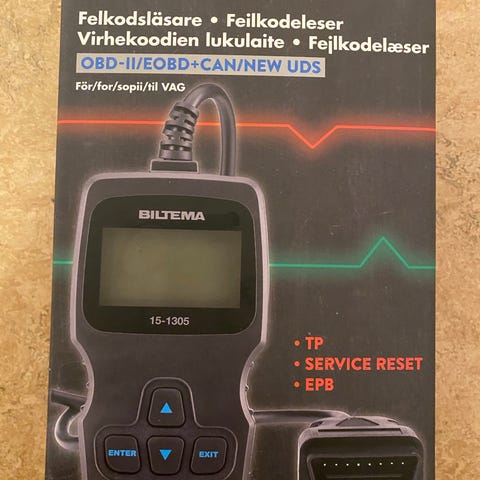 Felkodsläsare • Feilkodeleser
Virhekoodien lukulaite • Fejlkodelæser
OBD-II/EOBD+CAN/NEW UDS
För/for/sopii/til VAG
BILTEMA
15-1305
• TP
• SERVICE RESET
• EPB
ENTER
EXIT